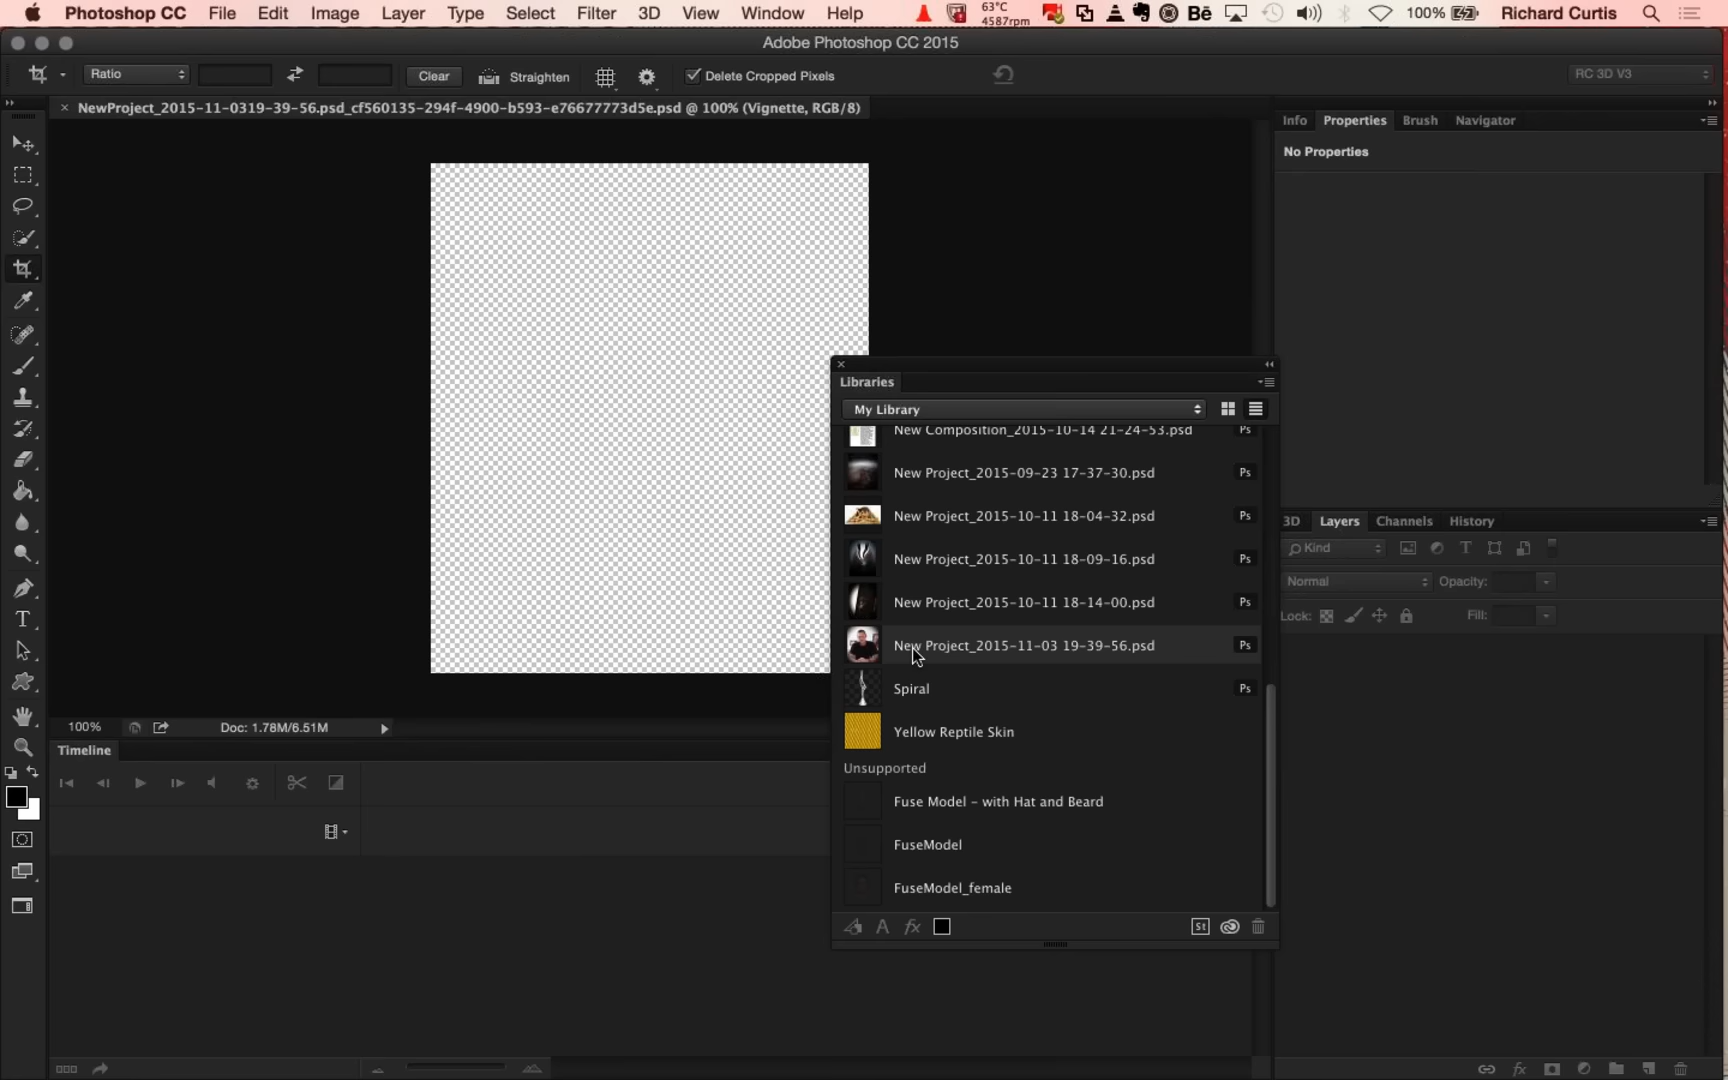 Photoshop CC File Edit Image Layer Type Select Filter 3D View Window Help 63°C 4587rpm Bē 100% Richard Curtis
Adobe Photoshop CC 2015
Ratio Clear Straighten Delete Cropped Pixels RC 3D V3
NewProject_2015-11-0319-39-56.psd_cf560135-294f-4900-b593-e76677773d5e.psd @ 100% (Vignette, RGB/8)
Info Properties Brush Navigator
No Properties
Libraries
My Library
New Composition_2015-10-14 21-24-53.psd Ps
New Project_2015-09-23 17-37-30.psd Ps
New Project_2015-10-11 18-04-32.psd Ps
New Project_2015-10-11 18-09-16.psd Ps
New Project_2015-10-11 18-14-00.psd Ps
New Project_2015-11-03 19-39-56.psd Ps
Spiral Ps
Yellow Reptile Skin
Unsupported
Fuse Model - with Hat and Beard
FuseModel
FuseModel_female
A fx St
3D Layers Channels History
Kind T
Normal Opacity:
Lock: Fill:
100% Doc: 1.78M/6.51M
Timeline
T
fx